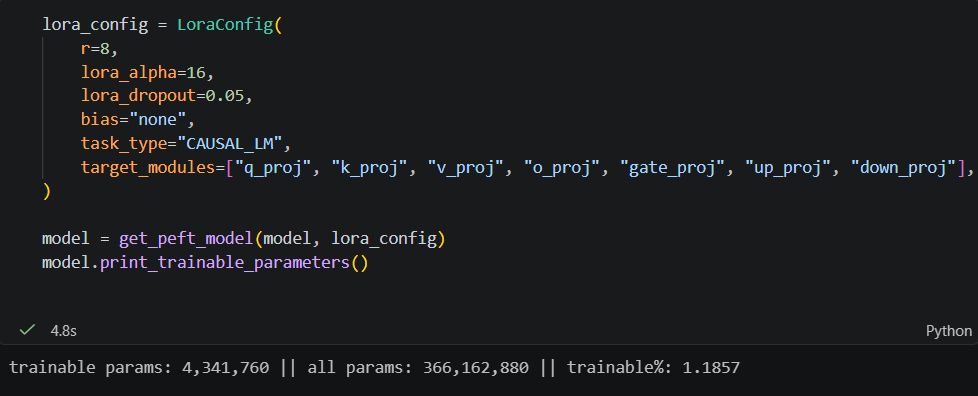 lora_config = LoraConfig(
    r=8,
    lora_alpha=16,
    lora_dropout=0.05,
    bias="none",
    task_type="CAUSAL_LM",
    target_modules=["q_proj", "k_proj", "v_proj", "o_proj", "gate_proj", "up_proj", "down_proj"],
)
model = get_peft_model(model, lora_config)
model.print_trainable_parameters()
4.8s Python
trainable params: 4,341,760 || all params: 366,162,880 || trainable%: 1.1857